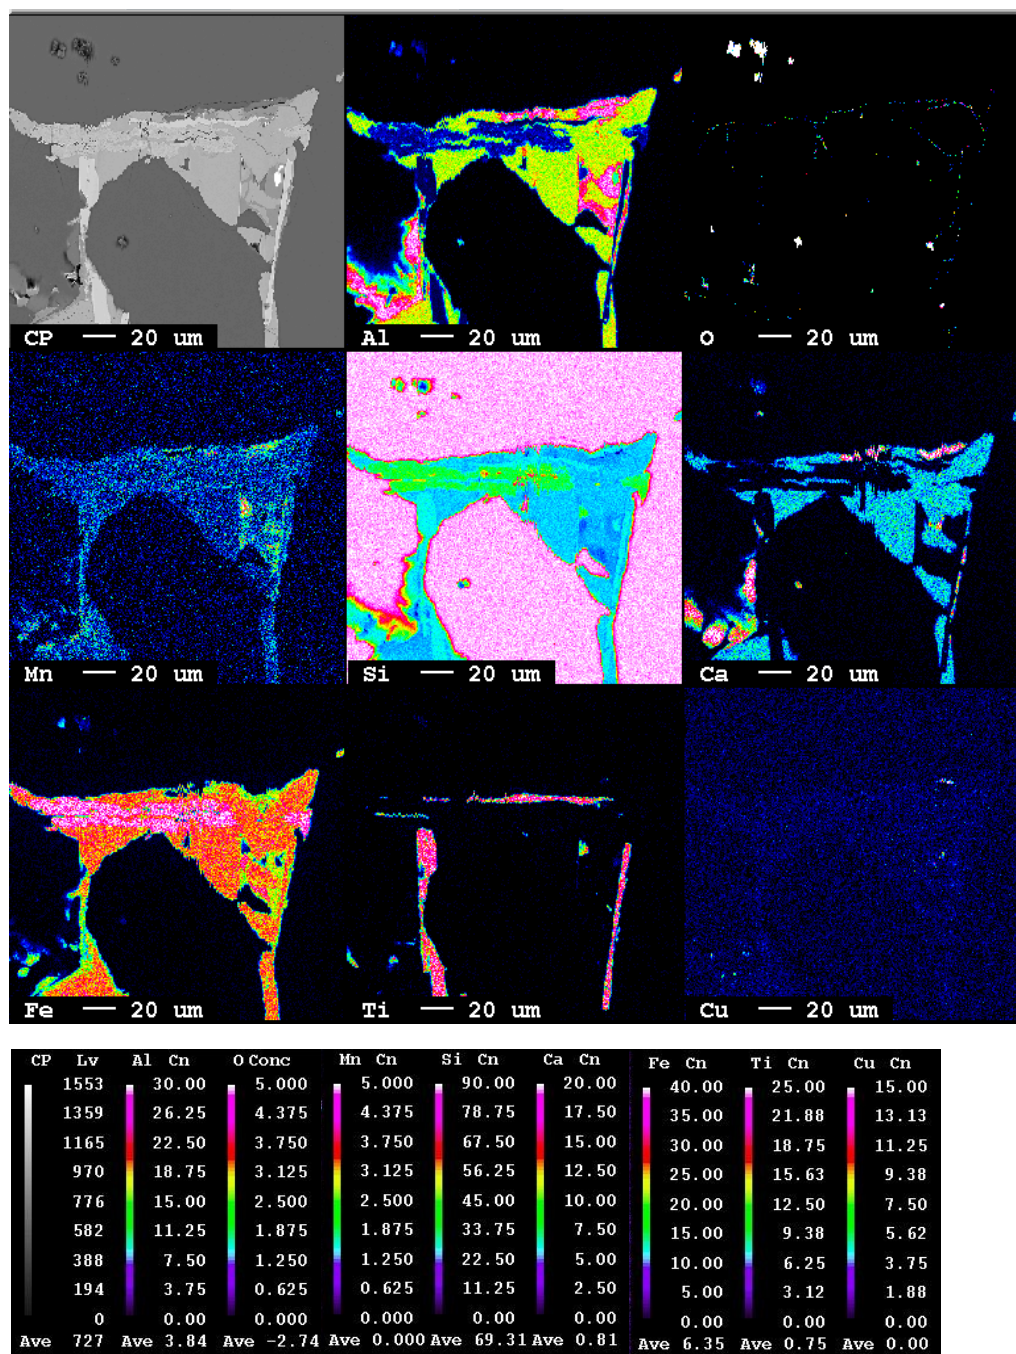 CP 20 um Al 20 um O 20 um
Mn 20 um Si 20 um Ca 20 um
Fe 20 um Ti 20 um Cu 20 um
CP Lv Al Cn O Conc Mn Cn Si Cn Ca Cn Fe Cn Ti Cn Cu Cn
1553 30.00 5.000 5.000 90.00 20.00 40.00 25.00 15.00
1359 26.25 4.375 4.375 78.75 17.50 35.00 21.88 13.13
1165 22.50 3.750 3.750 67.50 15.00 30.00 18.75 11.25
970 18.75 3.125 3.125 56.25 12.50 25.00 15.63 9.38
776 15.00 2.500 2.500 45.00 10.00 20.00 12.50 7.50
582 11.25 1.875 1.875 33.75 7.50 15.00 9.38 5.62
388 7.50 1.250 1.250 22.50 5.00 10.00 6.25 3.75
194 3.75 0.625 0.625 11.25 2.50 5.00 3.12 1.88
0 0.00 0.000 0.000 0.00 0.00 0.00 0.00 0.00
Ave 727 Ave 3.84 Ave -2.74 Ave 0.000 Ave 69.31 Ave 0.81 Ave 6.35 Ave 0.75 Ave 0.00